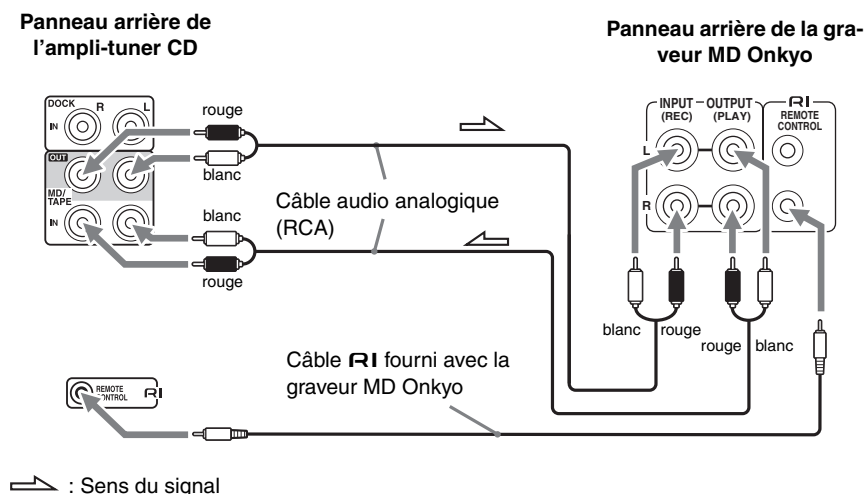 Panneau arrière de
l'ampli-tuner CD
Panneau arrière de la gra-
veur MD Onkyo
DOCK
R
L
IN
OUT
MD/
TAPE
IN
rouge
blanc
blanc
rouge
Câble audio analogique
(RCA)
INPUT
(REC)
OUTPUT
(PLAY)
RI
REMOTE
CONTROL
L
R
blanc
rouge
rouge
blanc
Câble RI fourni avec la
graveur MD Onkyo
REMOTE
CONTROL
RI
: Sens du signal